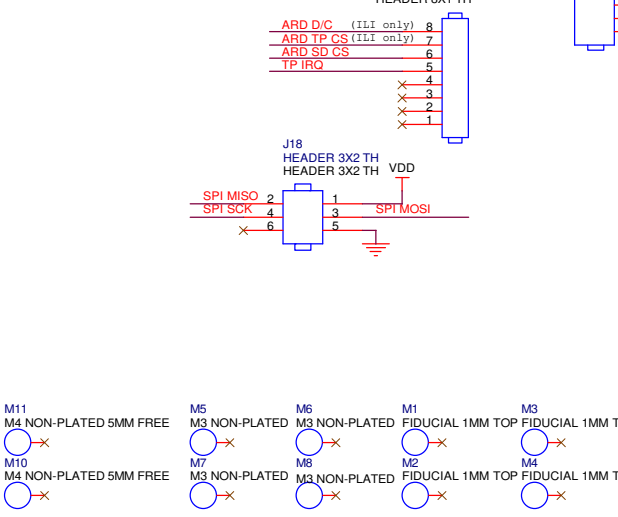 ARD D/C (ILI only) 8
ARD TP CS (ILI only) 7
ARD SD CS 6
TP IRQ 5
4
3
2
1
J18
HEADER 3X2 TH
HEADER 3X2 TH VDD
SPI MISO 2 1
SPI SCK 4 3 SPI MOSI
6 5
M11 M5 M6 M1 M3
M4 NON-PLATED 5MM FREE M3 NON-PLATED M3 NON-PLATED FIDUCIAL 1MM TOP FIDUCIAL 1MM
M10 M7 M8 M2 M4
M4 NON-PLATED 5MM FREE M3 NON-PLATED M3 NON-PLATED FIDUCIAL 1MM TOP FIDUCIAL 1MM